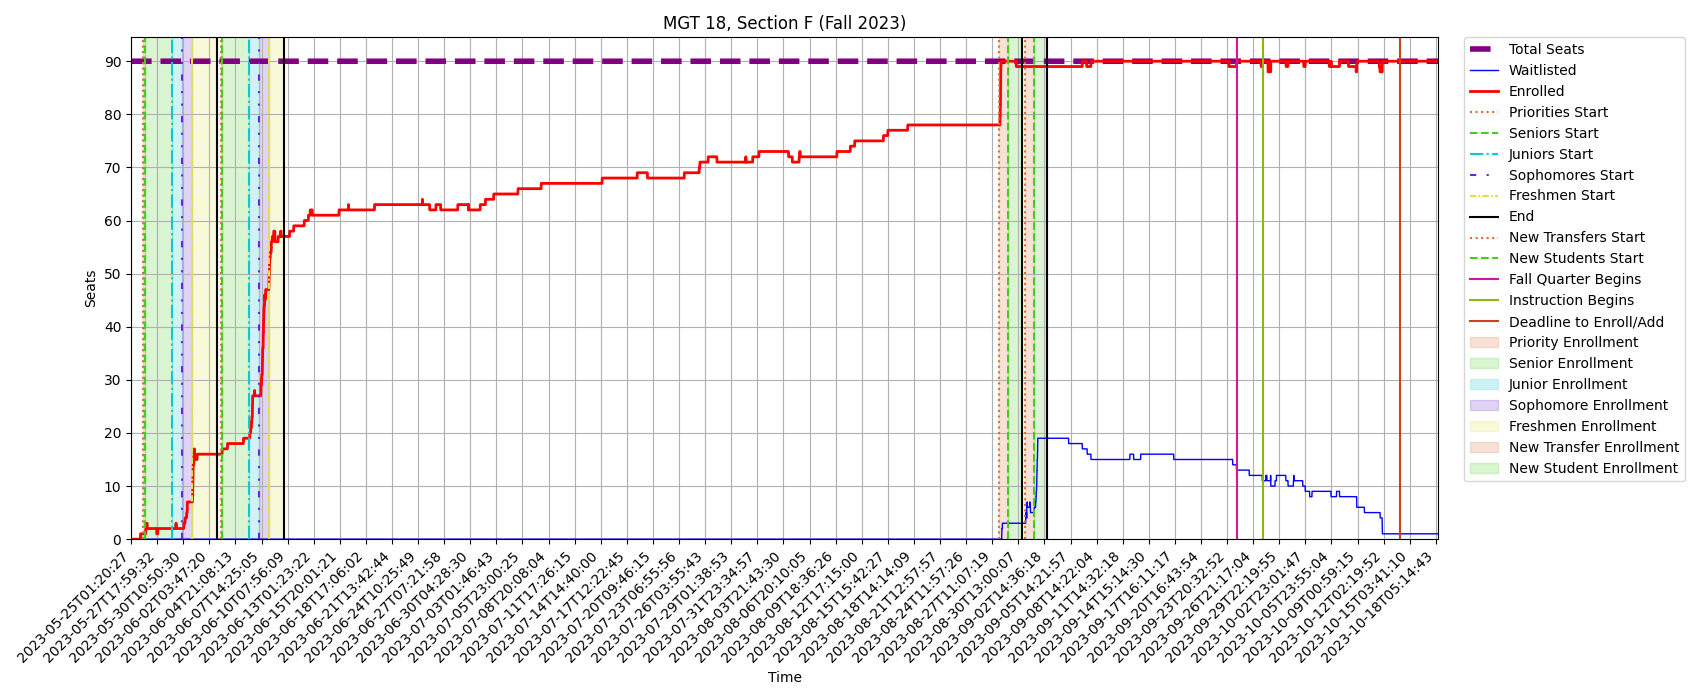 MGT 18, Section F (Fall 2023)
Seats
90
80
70
60
50
40
30
20
10
0
2023-05-25T01:20:27
2023-05-27T17:59:32
2023-05-30T10:50:30
2023-06-02T03:47:20
2023-06-04T21:08:13
2023-06-07T14:25:05
2023-06-10T07:56:09
2023-06-13T01:23:22
2023-06-15T20:01:21
2023-06-18T17:06:02
2023-06-21T13:42:44
2023-06-24T10:25:49
2023-06-27T07:21:58
2023-06-30T04:28:30
2023-07-03T01:46:43
2023-07-05T23:00:25
2023-07-08T20:08:04
2023-07-11T17:26:15
2023-07-14T14:40:00
2023-07-17T12:22:45
2023-07-20T09:46:15
2023-07-23T06:55:56
2023-07-26T03:55:43
2023-07-29T01:38:53
2023-07-31T23:34:57
2023-08-03T21:43:30
2023-08-06T20:10:05
2023-08-09T18:36:26
2023-08-12T17:15:00
2023-08-15T15:42:27
2023-08-18T14:14:09
2023-08-21T12:57:57
2023-08-24T11:57:26
2023-08-27T11:07:19
2023-08-30T13:00:07
2023-09-02T14:36:18
2023-09-05T14:21:57
2023-09-08T14:22:04
2023-09-11T14:32:18
2023-09-14T15:14:30
2023-09-17T16:11:17
2023-09-20T16:43:54
2023-09-23T20:32:52
2023-09-26T21:17:04
2023-09-29T22:19:55
2023-10-02T23:01:47
2023-10-05T23:55:04
2023-10-09T00:59:15
2023-10-12T02:19:52
2023-10-15T03:41:10
2023-10-18T05:14:43
Time
Total Seats
Waitlisted
Enrolled
Priorities Start
Seniors Start
Juniors Start
Sophomores Start
Freshmen Start
End
New Transfers Start
New Students Start
Fall Quarter Begins
Instruction Begins
Deadline to Enroll/Add
Priority Enrollment
Senior Enrollment
Junior Enrollment
Sophomore Enrollment
Freshmen Enrollment
New Transfer Enrollment
New Student Enrollment